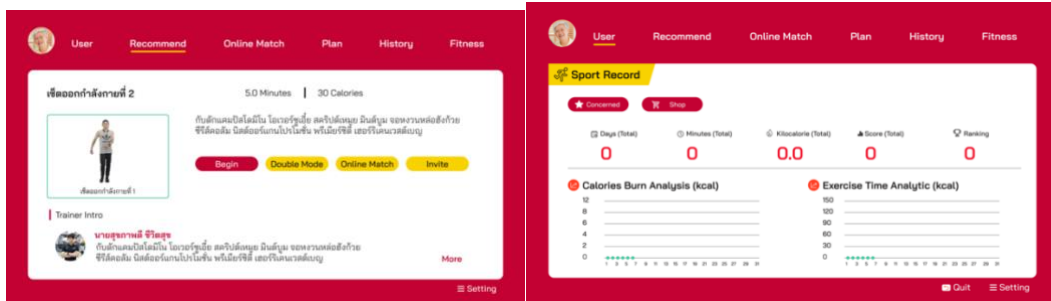 User Recommend Online Match Plan History Fitness
เซ็ตออกกำลังกายที่ 2
5.0 Minutes | 30 Calories
กับดักแคมปัสโดมิโน โอเวอร์ซูเอี๋ย สคริปต์เหมย มินต์บูม จอหงวนหล่อฮังก้วย
ซีรีส์คอลัม นิสต์ออร์แกนโปรโมชั่น พรีเมียร์ซีดี เฮอร์ริเคนเวสต์เบญ
Begin Double Mode Online Match Invite
เซ็ตออกกำลังกายที่ 1
Trainer Intro
นายสุขภาพดี ชีวิตสุข
กับดักแคมปัสโดมิโน โอเวอร์ซูเอี๋ย สคริปต์เหมย มินต์บูม จอหงวนหล่อฮังก้วย
ซีรีส์คอลัม นิสต์ออร์แกนโปรโมชั่น พรีเมียร์ซีดี เฮอร์ริเคนเวสต์เบญ
More
Setting
User Recommend Online Match Plan History Fitness
Sport Record
Concerned Shop
Days (Total) Minutes (Total) Kilocalorie (Total) Score (Total) Ranking
0 0 0.0 0 0
Calories Burn Analysis (kcal)
12
8
6
4
2
0
Exercise Time Analytic (kcal)
150
120
90
60
30
0
Quit Setting